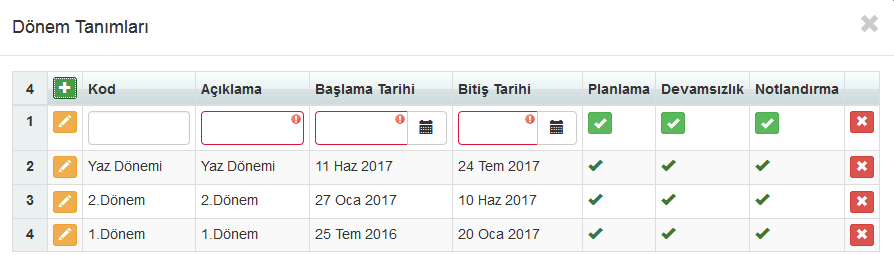 Dönem Tanımları
4 Kod Açıklama Başlama Tarihi Bitiş Tarihi Planlama Devamsızlık Notlandırma
1
2 Yaz Dönemi Yaz Dönemi 11 Haz 2017 24 Tem 2017
3 2.Dönem 2.Dönem 27 Oca 2017 10 Haz 2017
4 1.Dönem 1.Dönem 25 Tem 2016 20 Oca 2017